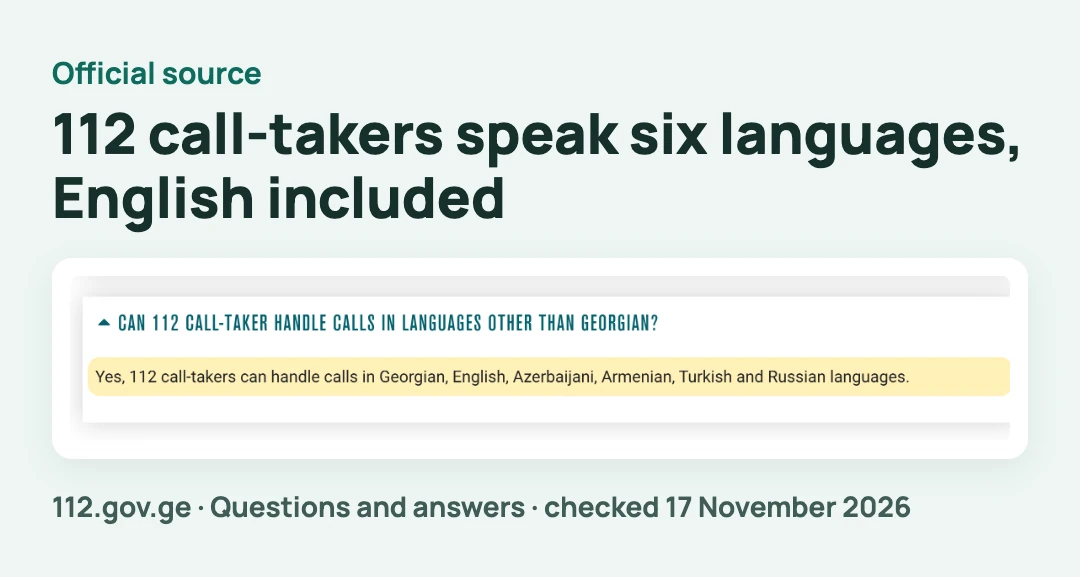 Official source
112 call-takers speak six languages,
English included
CAN 112 CALL-TAKER HANDLE CALLS IN LANGUAGES OTHER THAN GEORGIAN?
Yes, 112 call-takers can handle calls in Georgian, English, Azerbaijani, Armenian, Turkish and Russian languages.
112.gov.ge · Questions and answers · checked 17 November 2026